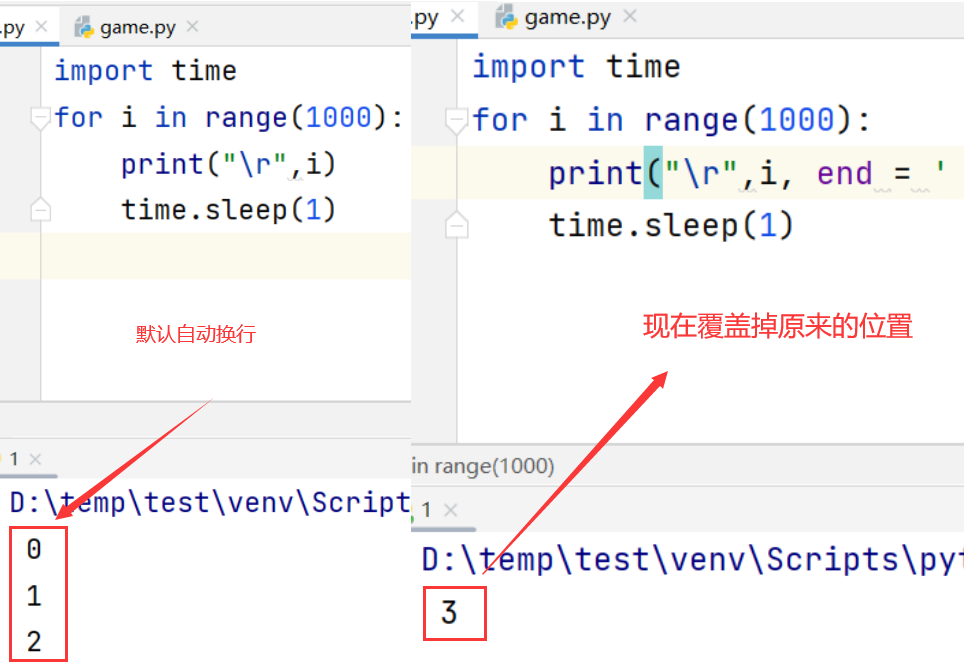 .py × game.py ×
import time
for i in range(1000):
print("\r",i)
time.sleep(1)
默认自动换行
1 ×
D:\temp\test\venv\Script
0
1
2
.py × game.py ×
import time
for i in range(1000):
print("\r",i, end = '
time.sleep(1)
现在覆盖掉原来的位置
in range(1000)
1 ×
D:\temp\test\venv\Scripts\pyt
3